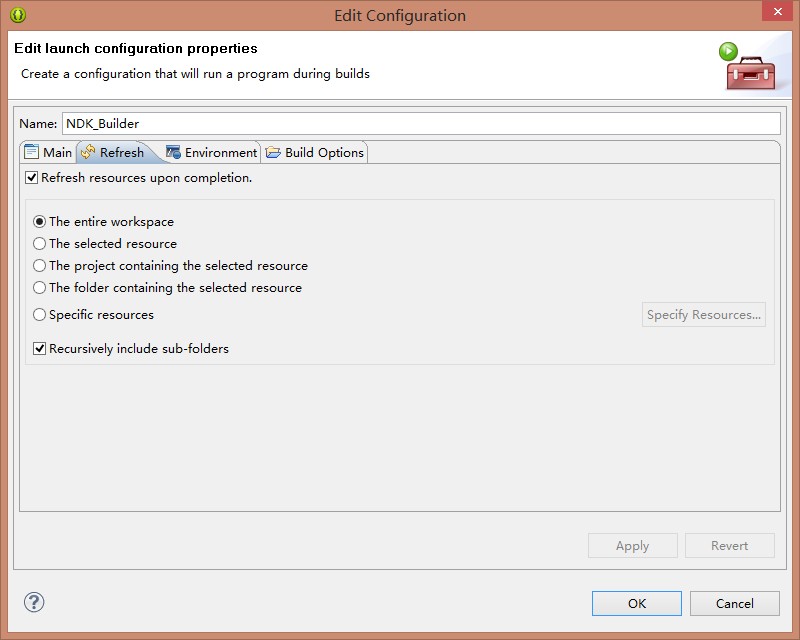 Edit Configuration
Edit launch configuration properties
Create a configuration that will run a program during builds
Name: NDK_Builder
Main Refresh Environment Build Options
Refresh resources upon completion.
The entire workspace
The selected resource
The project containing the selected resource
The folder containing the selected resource
Specific resources Specify Resources...
Recursively include sub-folders
Apply Revert
? OK Cancel